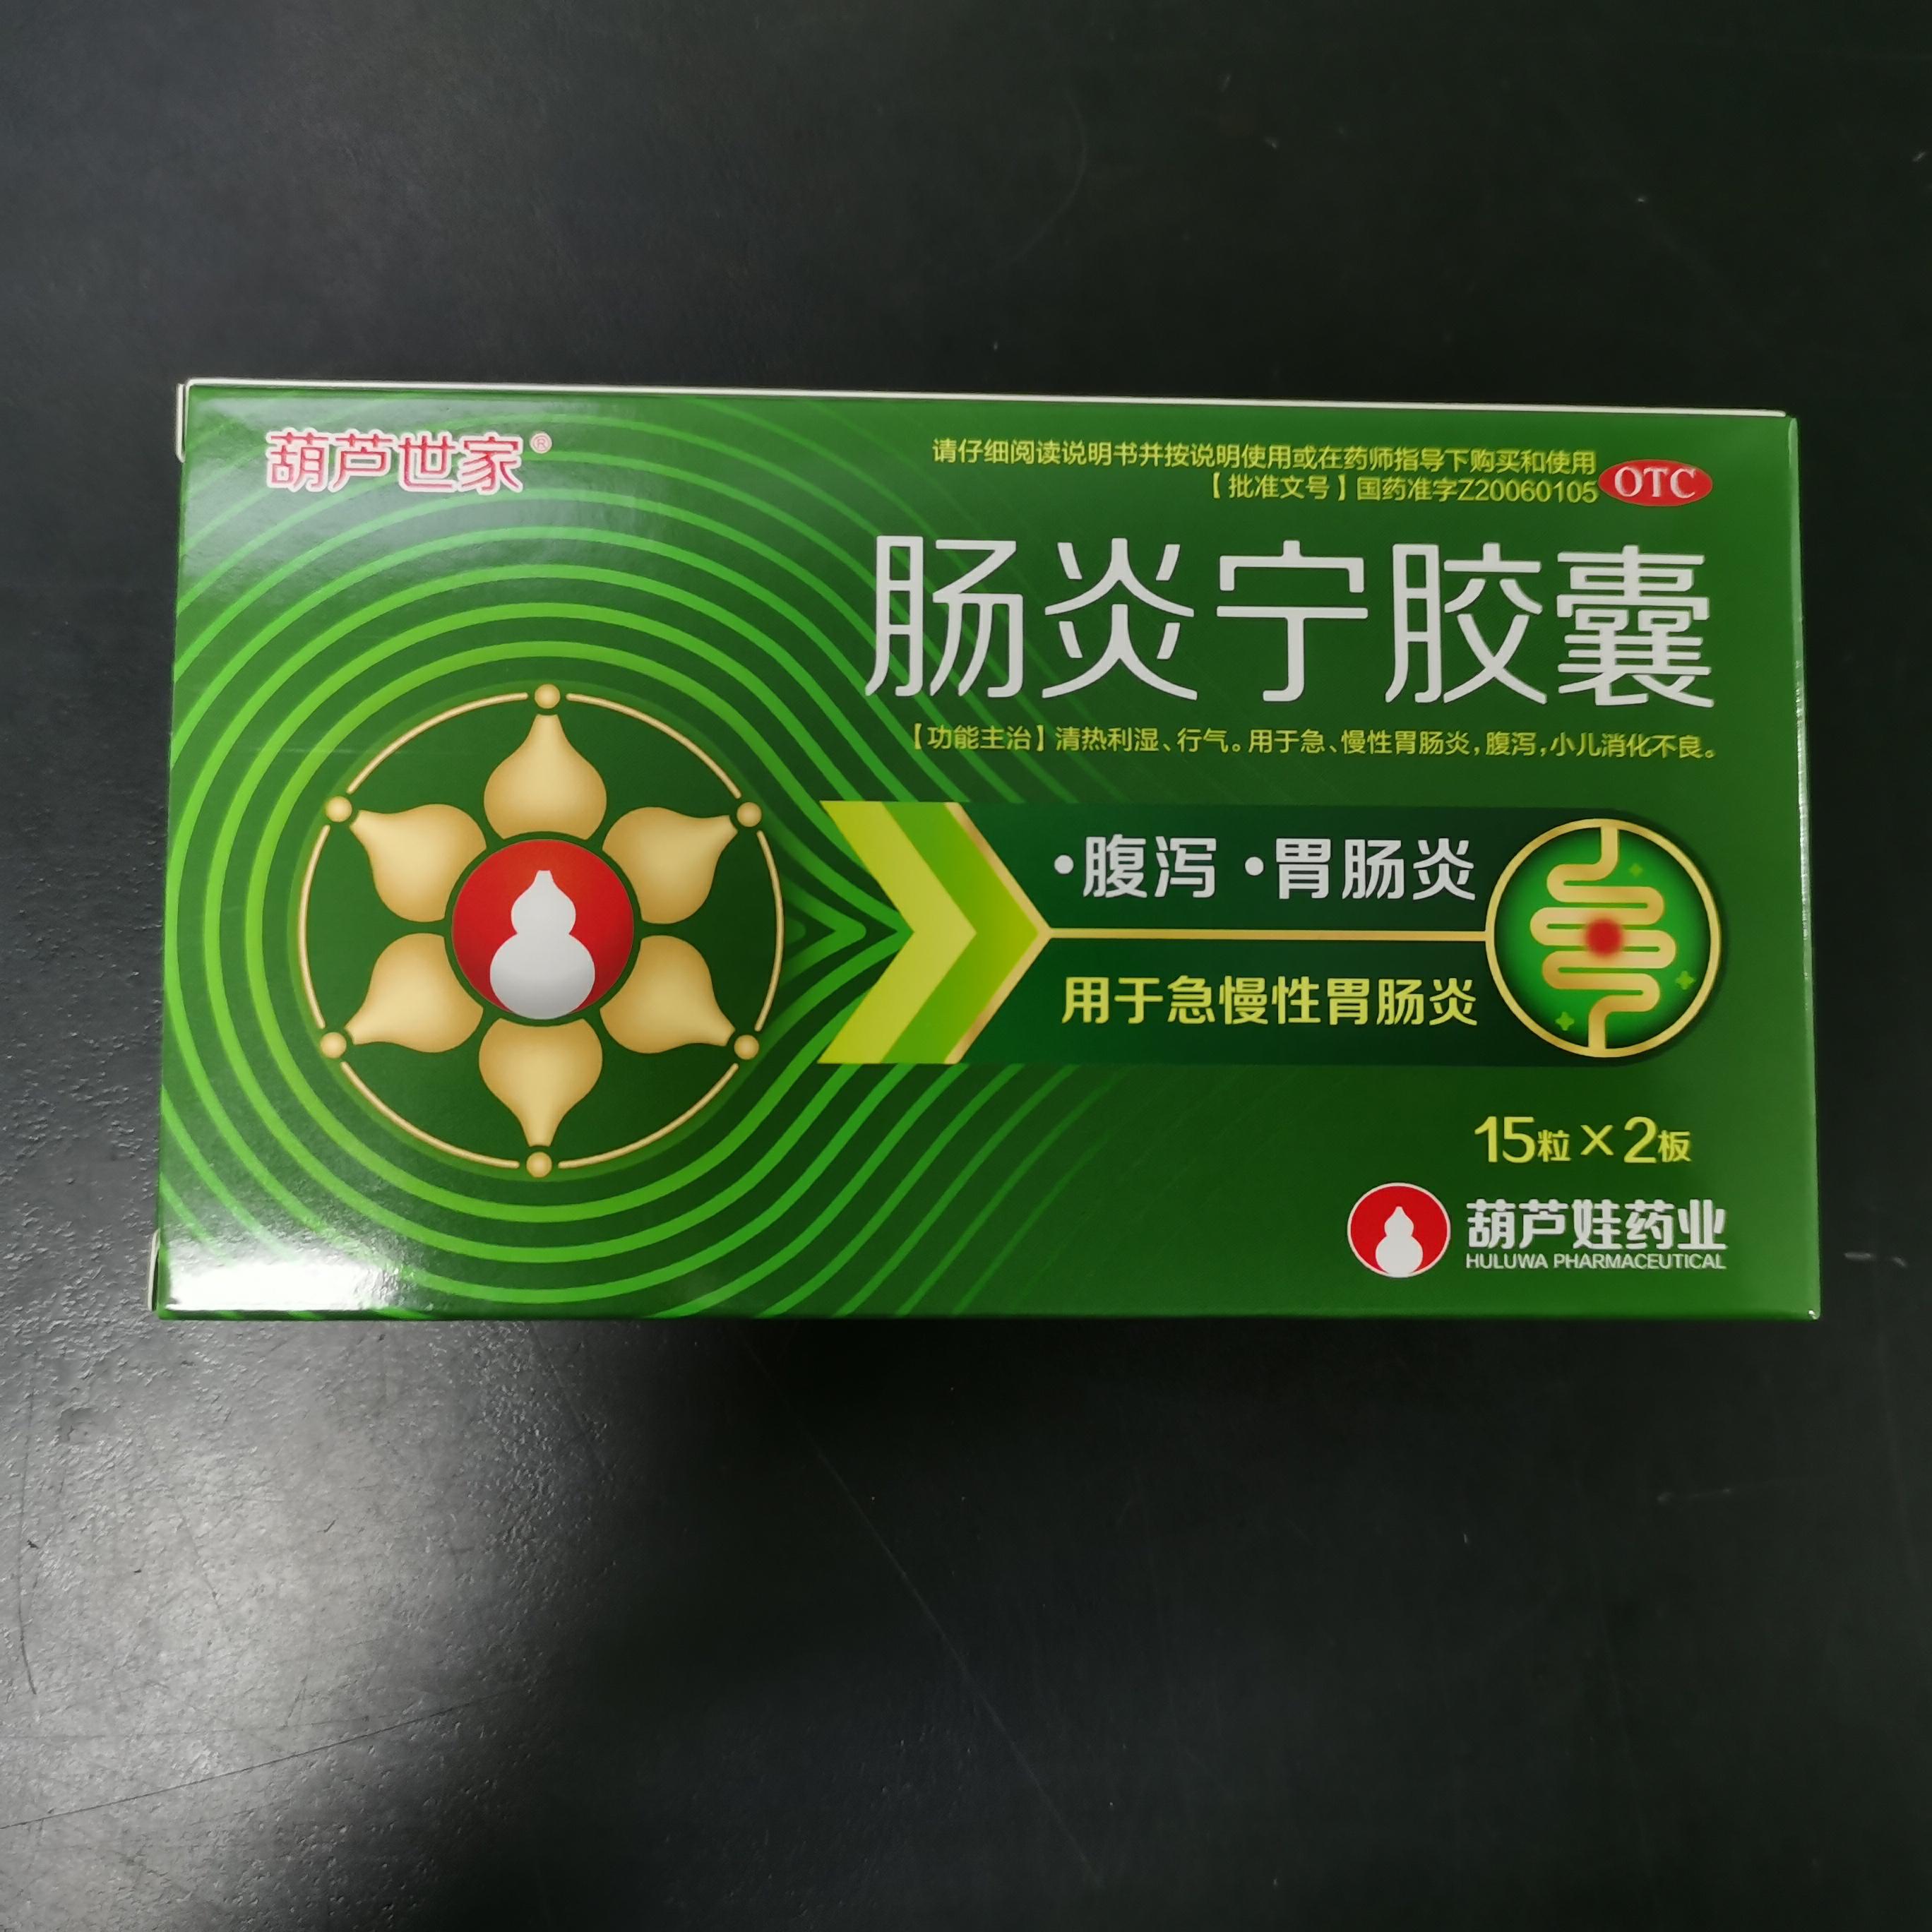 葫芦世家®
请仔细阅读说明书并按说明使用或在药师指导下购买和使用
【批准文号】国药准字Z20060105
OTC
肠炎宁胶囊
【功能主治】清热利湿、行气。用于急、慢性胃肠炎，腹泻，小儿消化不良。
·腹泻 ·胃肠炎
用于急慢性胃肠炎
15粒×2板
葫芦娃药业
HULUWA PHARMACEUTICAL